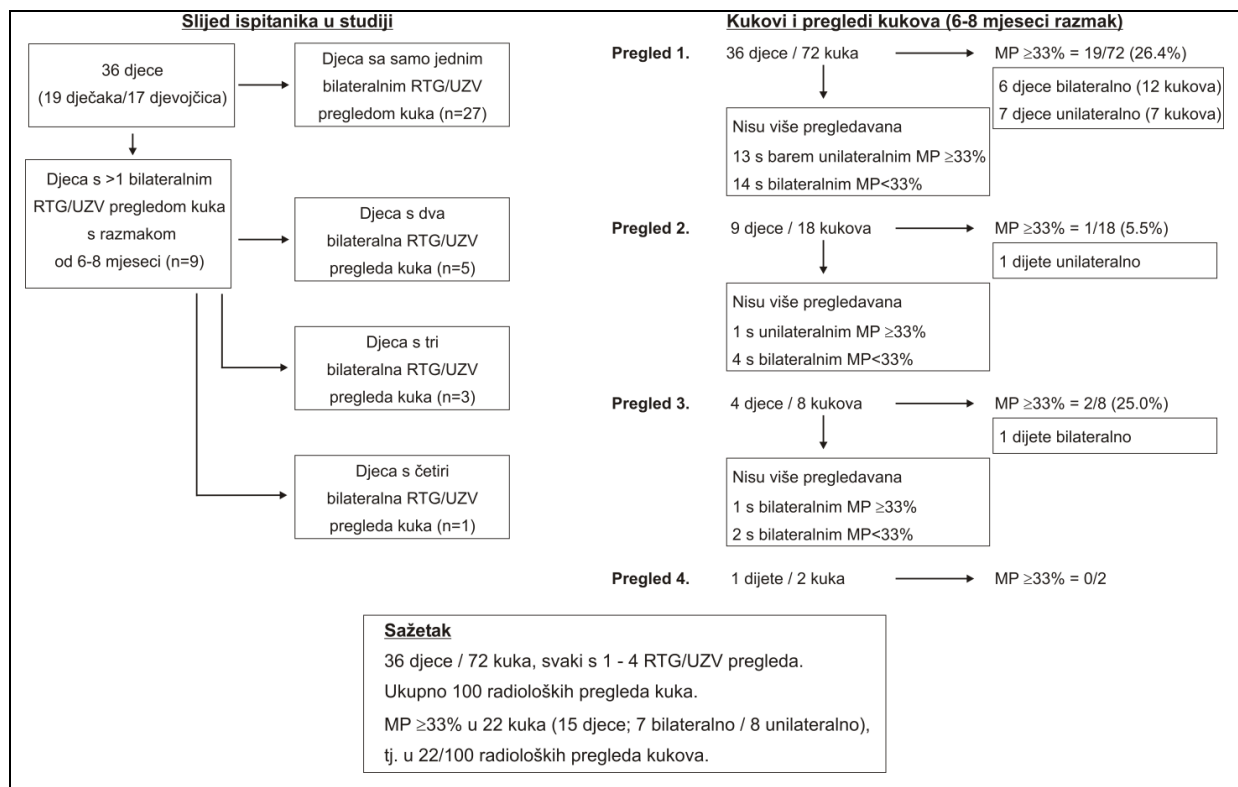 Slijed ispitanika u studiji
36 djece
(19 dječaka/17 djevojčica)
Djeca sa samo jednim
bilateralnim RTG/UZV
pregledom kuka (n=27)
Djeca s >1 bilateralnim
RTG/UZV pregledom kuka
s razmakom
od 6-8 mjeseci (n=9)
Djeca s dva
bilateralna RTG/UZV
pregleda kuka (n=5)
Djeca s tri
bilateralna RTG/UZV
pregleda kuka (n=3)
Djeca s četiri
bilateralna RTG/UZV
pregleda kuka (n=1)
Kukovi i pregledi kukova (6-8 mjeseci razmak)
Pregled 1. 36 djece / 72 kuka MP ≥33% = 19/72 (26.4%)
6 djece bilateralno (12 kukova)
7 djece unilateralno (7 kukova)
Nisu više pregledavana
13 s barem unilateralnim MP ≥33%
14 s bilateralnim MP<33%
Pregled 2. 9 djece / 18 kukova MP ≥33% = 1/18 (5.5%)
1 dijete unilateralno
Nisu više pregledavana
1 s unilateralnim MP ≥33%
4 s bilateralnim MP<33%
Pregled 3. 4 djece / 8 kukova MP ≥33% = 2/8 (25.0%)
1 dijete bilateralno
Nisu više pregledavana
1 s bilateralnim MP ≥33%
2 s bilateralnim MP<33%
Pregled 4. 1 dijete / 2 kuka MP ≥33% = 0/2
Sažetak
36 djece / 72 kuka, svaki s 1 - 4 RTG/UZV pregleda.
Ukupno 100 radioloških pregleda kuka.
MP ≥33% u 22 kuka (15 djece; 7 bilateralno / 8 unilateralno),
tj. u 22/100 radioloških pregleda kukova.